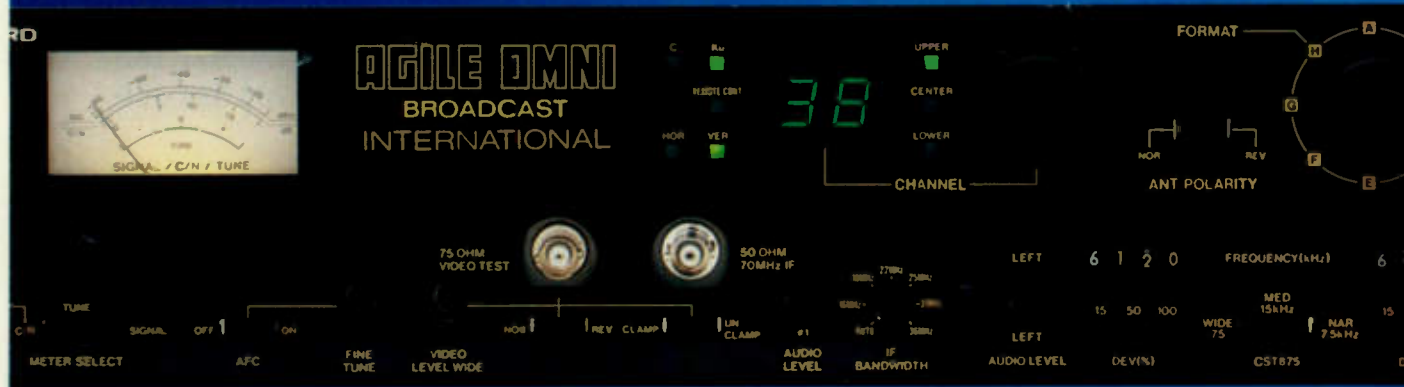 RD
FORMAT
A
H
G
F
E
AGILE OMNI
BROADCAST
INTERNATIONAL
C Ku
REMOTE CONT
HOR VER
38
UPPER
CENTER
LOWER
CHANNEL
NOR REV
ANT POLARITY
SIGNAL / C/N / TUNE
75 OHM
VIDEO TEST
50 OHM
70MHz IF
LEFT 6 1 2 0 FREQUENCY(kHz) 6
TUNE
SIGNAL OFF ON
REV CLAMP UN
CLAMP
15 50 100
WIDE
75
MED
15kHz
NAR
7.5kHz
15
LEFT
METER SELECT
AFC
FINE
TUNE
VIDEO
LEVEL WIDE
AUDIO
LEVEL
IF
BANDWIDTH
AUDIO LEVEL
DEV(%)
CST875